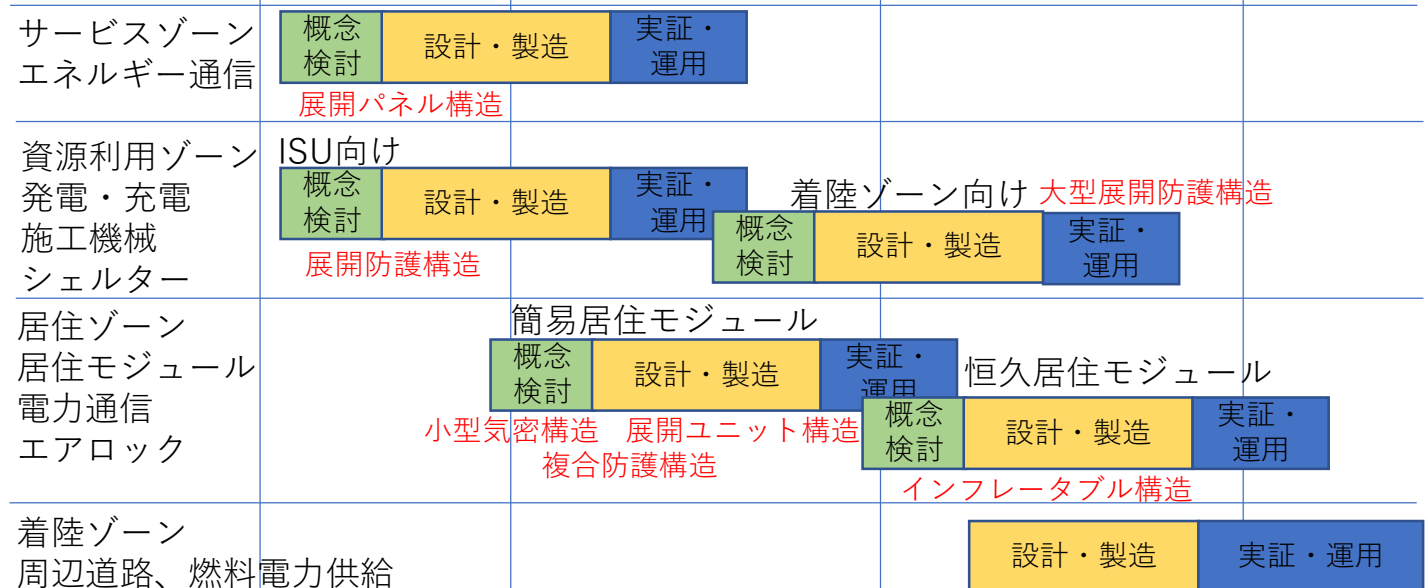 サービスゾーン
エネルギー通信
概念
検討
設計・製造
実証・
運用
展開パネル構造
資源利用ゾーン
発電・充電
施工機械
シェルター
ISU向け
概念
検討
設計・製造
実証・
運用
展開防護構造
着陸ゾーン向け
大型展開防護構造
概念
検討
設計・製造
実証・
運用
居住ゾーン
居住モジュール
電力通信
エアロック
簡易居住モジュール
概念
検討
設計・製造
実証・
運用
小型気密構造 展開ユニット構造
複合防護構造
恒久居住モジュール
概念
検討
設計・製造
実証・
運用
インフレータブル構造
着陸ゾーン
周辺道路、燃料電力供給
設計・製造
実証・運用